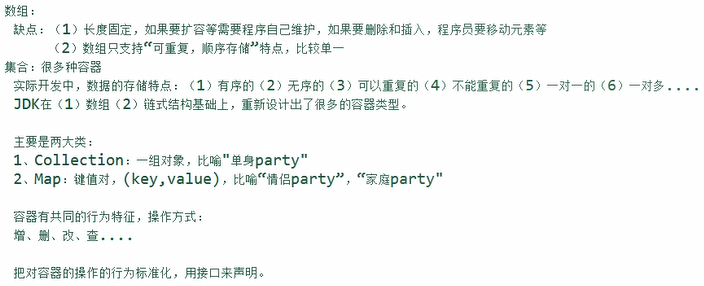 数组：
缺点：（1）长度固定，如果要扩容等需要程序自己维护，如果要删除和插入，程序员要移动元素等
（2）数组只支持“可重复，顺序存储”特点，比较单一
集合：很多种容器
实际开发中，数据的存储特点：（1）有序的（2）无序的（3）可以重复的（4）不能重复的（5）一对一的（6）一对多....
JDK在（1）数组（2）链式结构基础上，重新设计出了很多的容器类型。
主要是两大类：
1、Collection：一组对象，比喻"单身party"
2、Map：键值对，(key,value)，比喻“情侣party”，“家庭party"
容器有共同的行为特征，操作方式：
增、删、改、查....
把对容器的操作的行为标准化，用接口来声明。